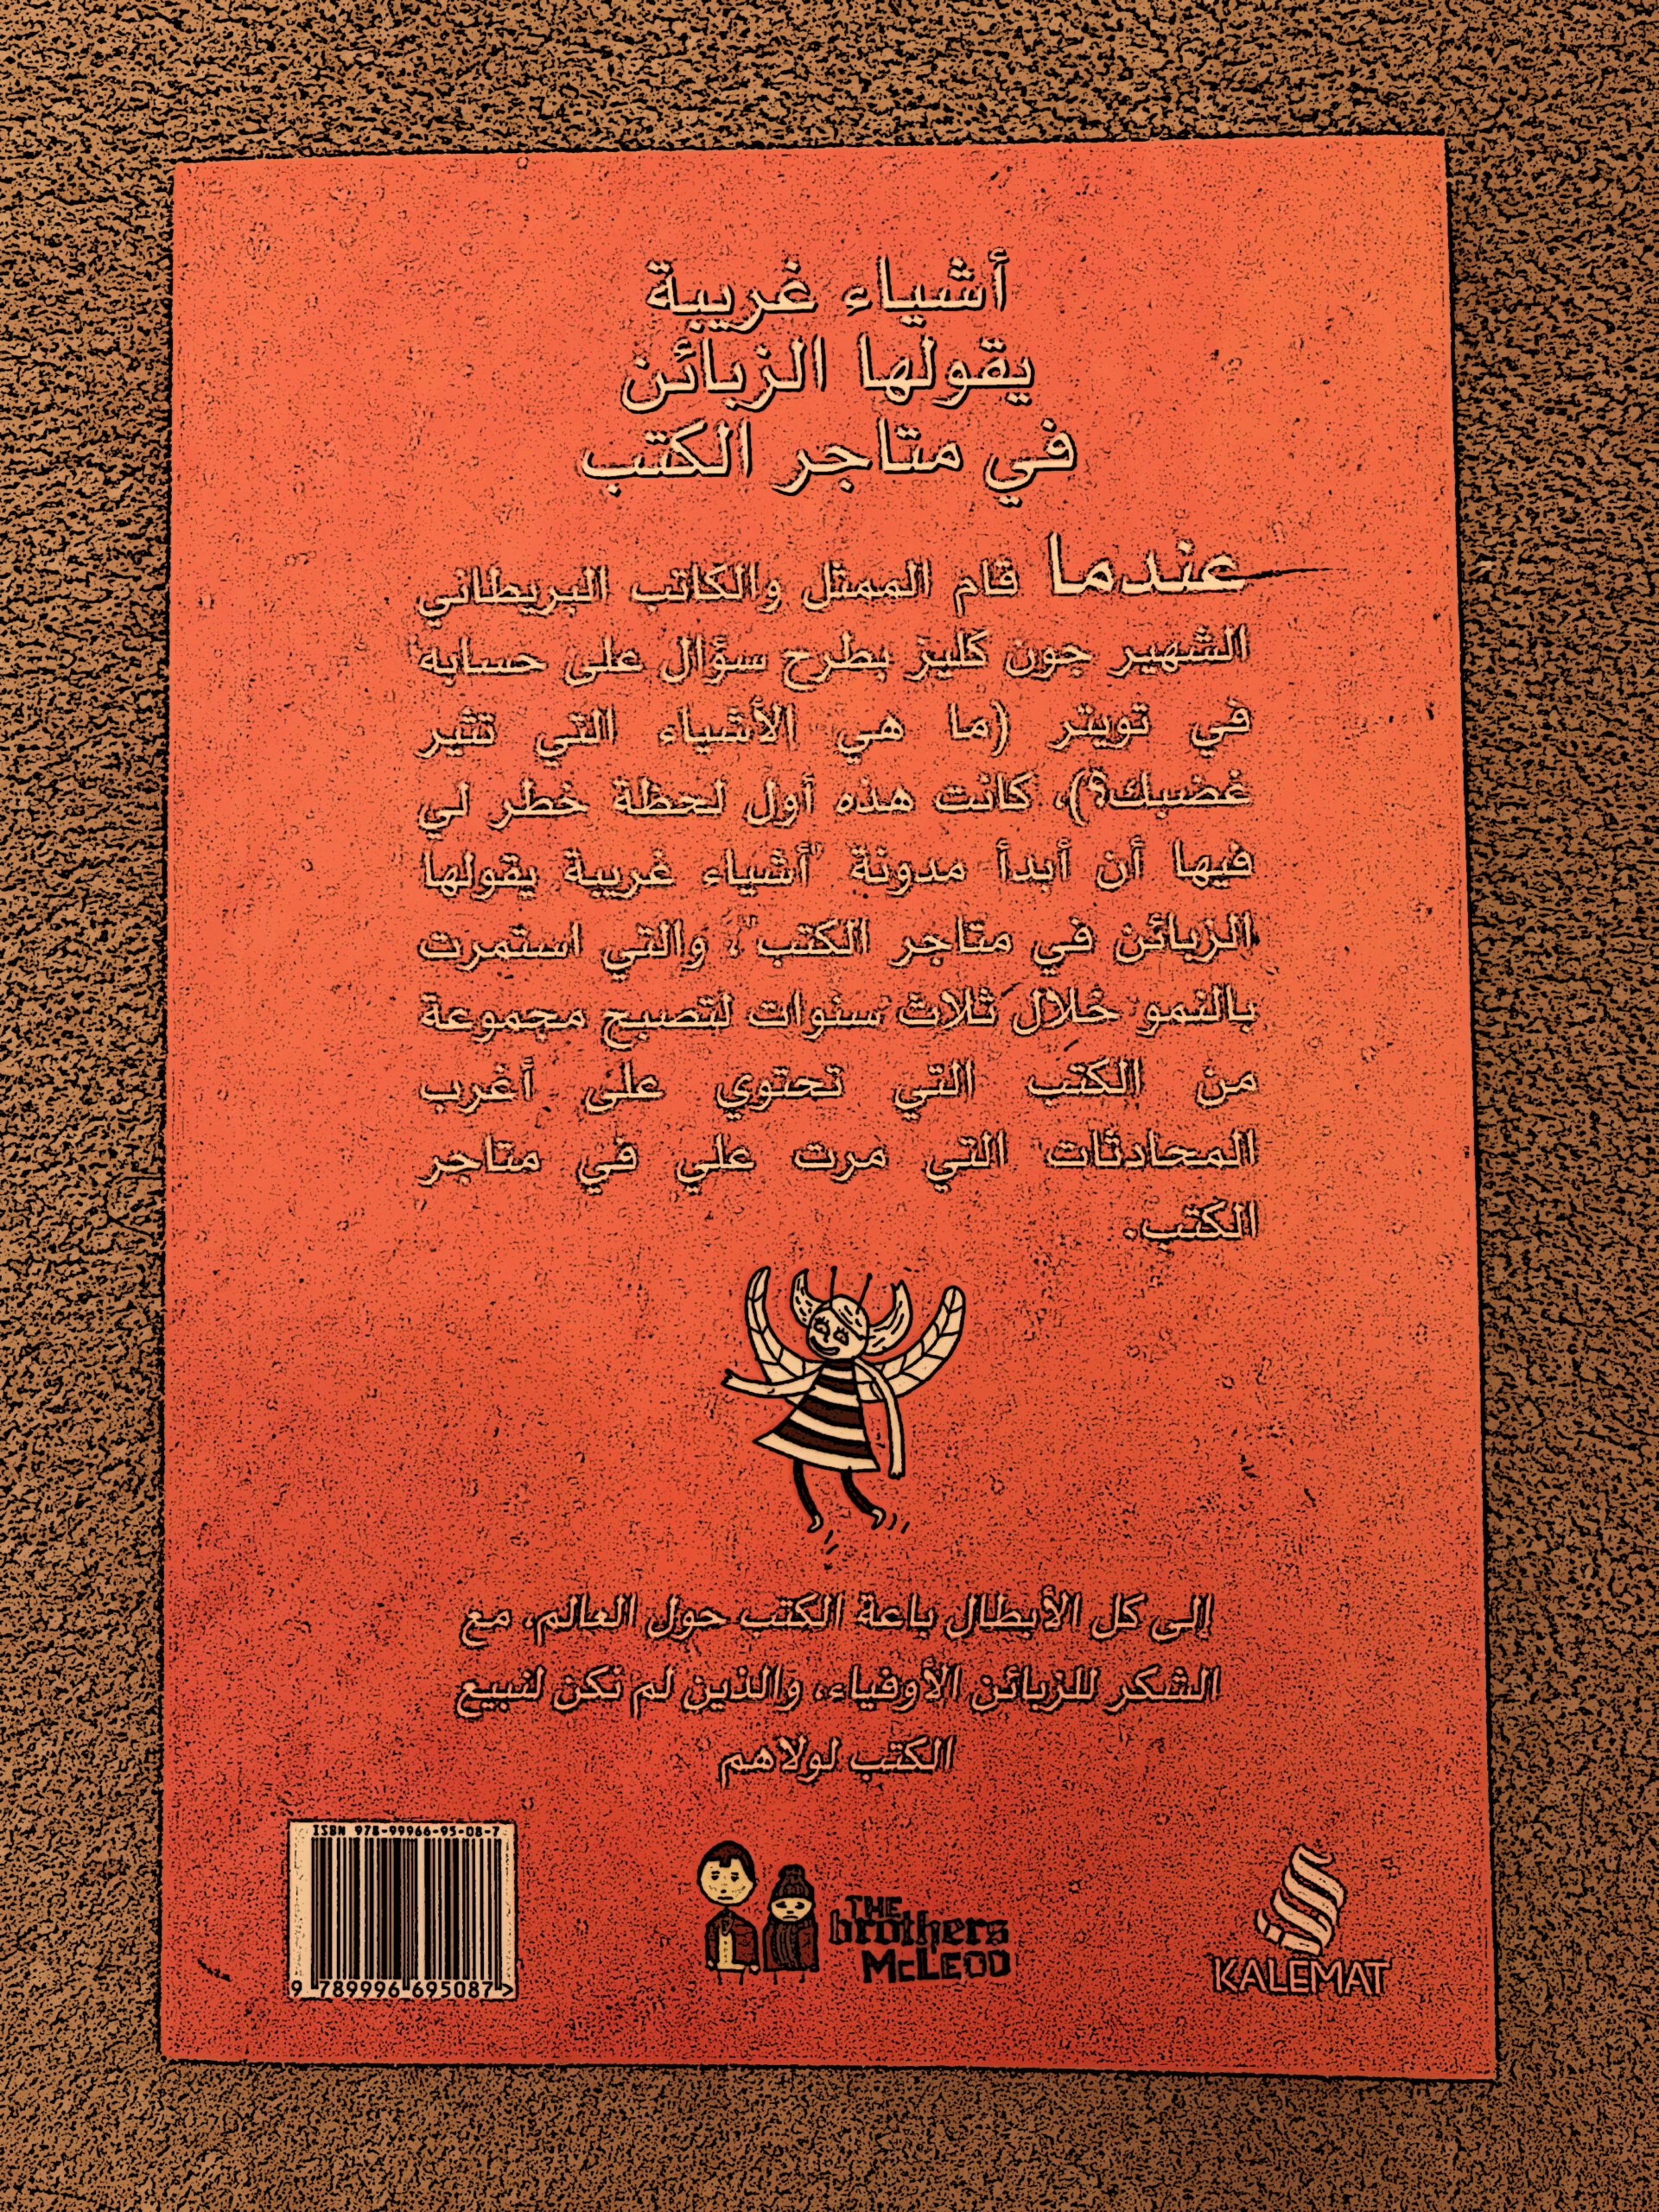 أشياء غريبة
يقولها الزبائن
في متاجر الكتب
عندما قام الممثل والكاتب البريطاني
الشهير جون كليز بطرح سؤال على حسابه
في تويتر (ما هي الأشياء التي تثير
غضبك؟)، كانت هذه أول لحظة خطر لي
فيها أن أبدأ مدونة "أشياء غريبة يقولها
الزبائن في متاجر الكتب"، والتي استمرت
بالنمو خلال ثلاث سنوات لتصبح مجموعة
من الكتب التي تحتوي على أغرب
المحادثات التي مرت علي في متاجر
الكتب.
إلى كل الأبطال باعة الكتب حول العالم، مع
الشكر للزبائن الأوفياء، والذين لم نكن لنبيع
الكتب لولاهم
ISBN 978-99966-95-08-7
9 789996 695087 >
THE
brothers
McLEOD
KALEMAT